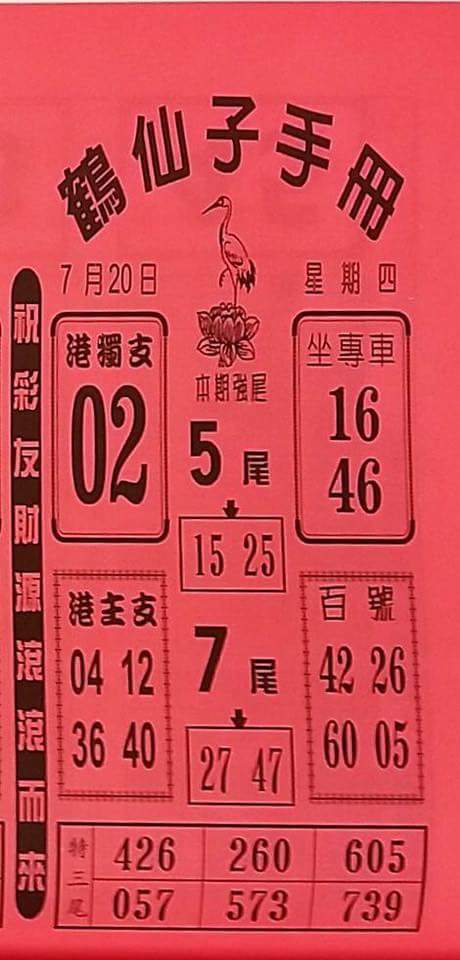 鶴仙子手冊
7月20日
星期四
祝彩友財源滾滾而來
港獨支
02
本期強尾
5尾
15 25
坐專車
16
46
港主支
04 12
36 40
7尾
27 47
百號
42 26
60 05
特三尾
426 260 605
057 573 739